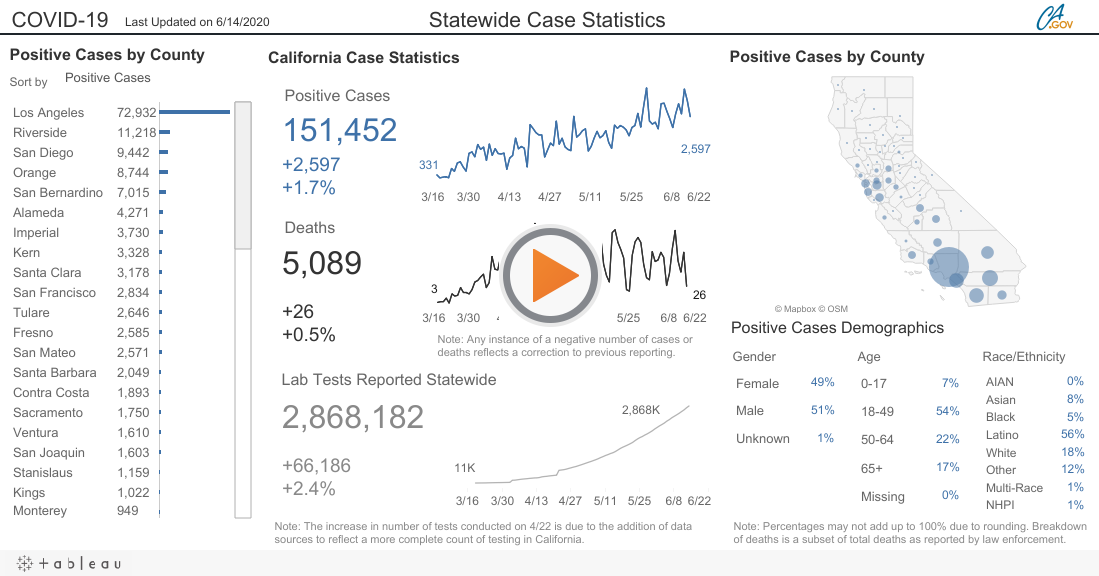 COVID-19 Last Updated on 6/14/2020
Statewide Case Statistics
CA.GOV
Positive Cases by County
Sort by Positive Cases
Los Angeles 72,932
Riverside 11,218
San Diego 9,442
Orange 8,744
San Bernardino 7,015
Alameda 4,271
Imperial 3,730
Kern 3,328
Santa Clara 3,178
San Francisco 2,834
Tulare 2,646
Fresno 2,585
San Mateo 2,571
Santa Barbara 2,049
Contra Costa 1,893
Sacramento 1,750
Ventura 1,610
San Joaquin 1,603
Stanislaus 1,159
Kings 1,022
Monterey 949
California Case Statistics
Positive Cases
151,452
+2,597
+1.7%
331
2,597
3/16 3/30 4/13 4/27 5/11 5/25 6/8 6/22
Deaths
5,089
+26
+0.5%
3
26
3/16 3/30 5/25 6/8 6/22
Note: Any instance of a negative number of cases or
deaths reflects a correction to previous reporting.
Lab Tests Reported Statewide
2,868,182
+66,186
+2.4%
11K
2,868K
3/16 3/30 4/13 4/27 5/11 5/25 6/8 6/22
Note: The increase in number of tests conducted on 4/22 is due to the addition of data
sources to reflect a more complete count of testing in California.
Positive Cases by County
© Mapbox © OSM
Positive Cases Demographics
Gender
Female 49%
Male 51%
Unknown 1%
Age
0-17 7%
18-49 54%
50-64 22%
65+ 17%
Missing 0%
Race/Ethnicity
AIAN 0%
Asian 8%
Black 5%
Latino 56%
White 18%
Other 12%
Multi-Race 1%
NHPI 1%
Note: Percentages may not add up to 100% due to rounding. Breakdown
of deaths is a subset of total deaths as reported by law enforcement.
+ableau